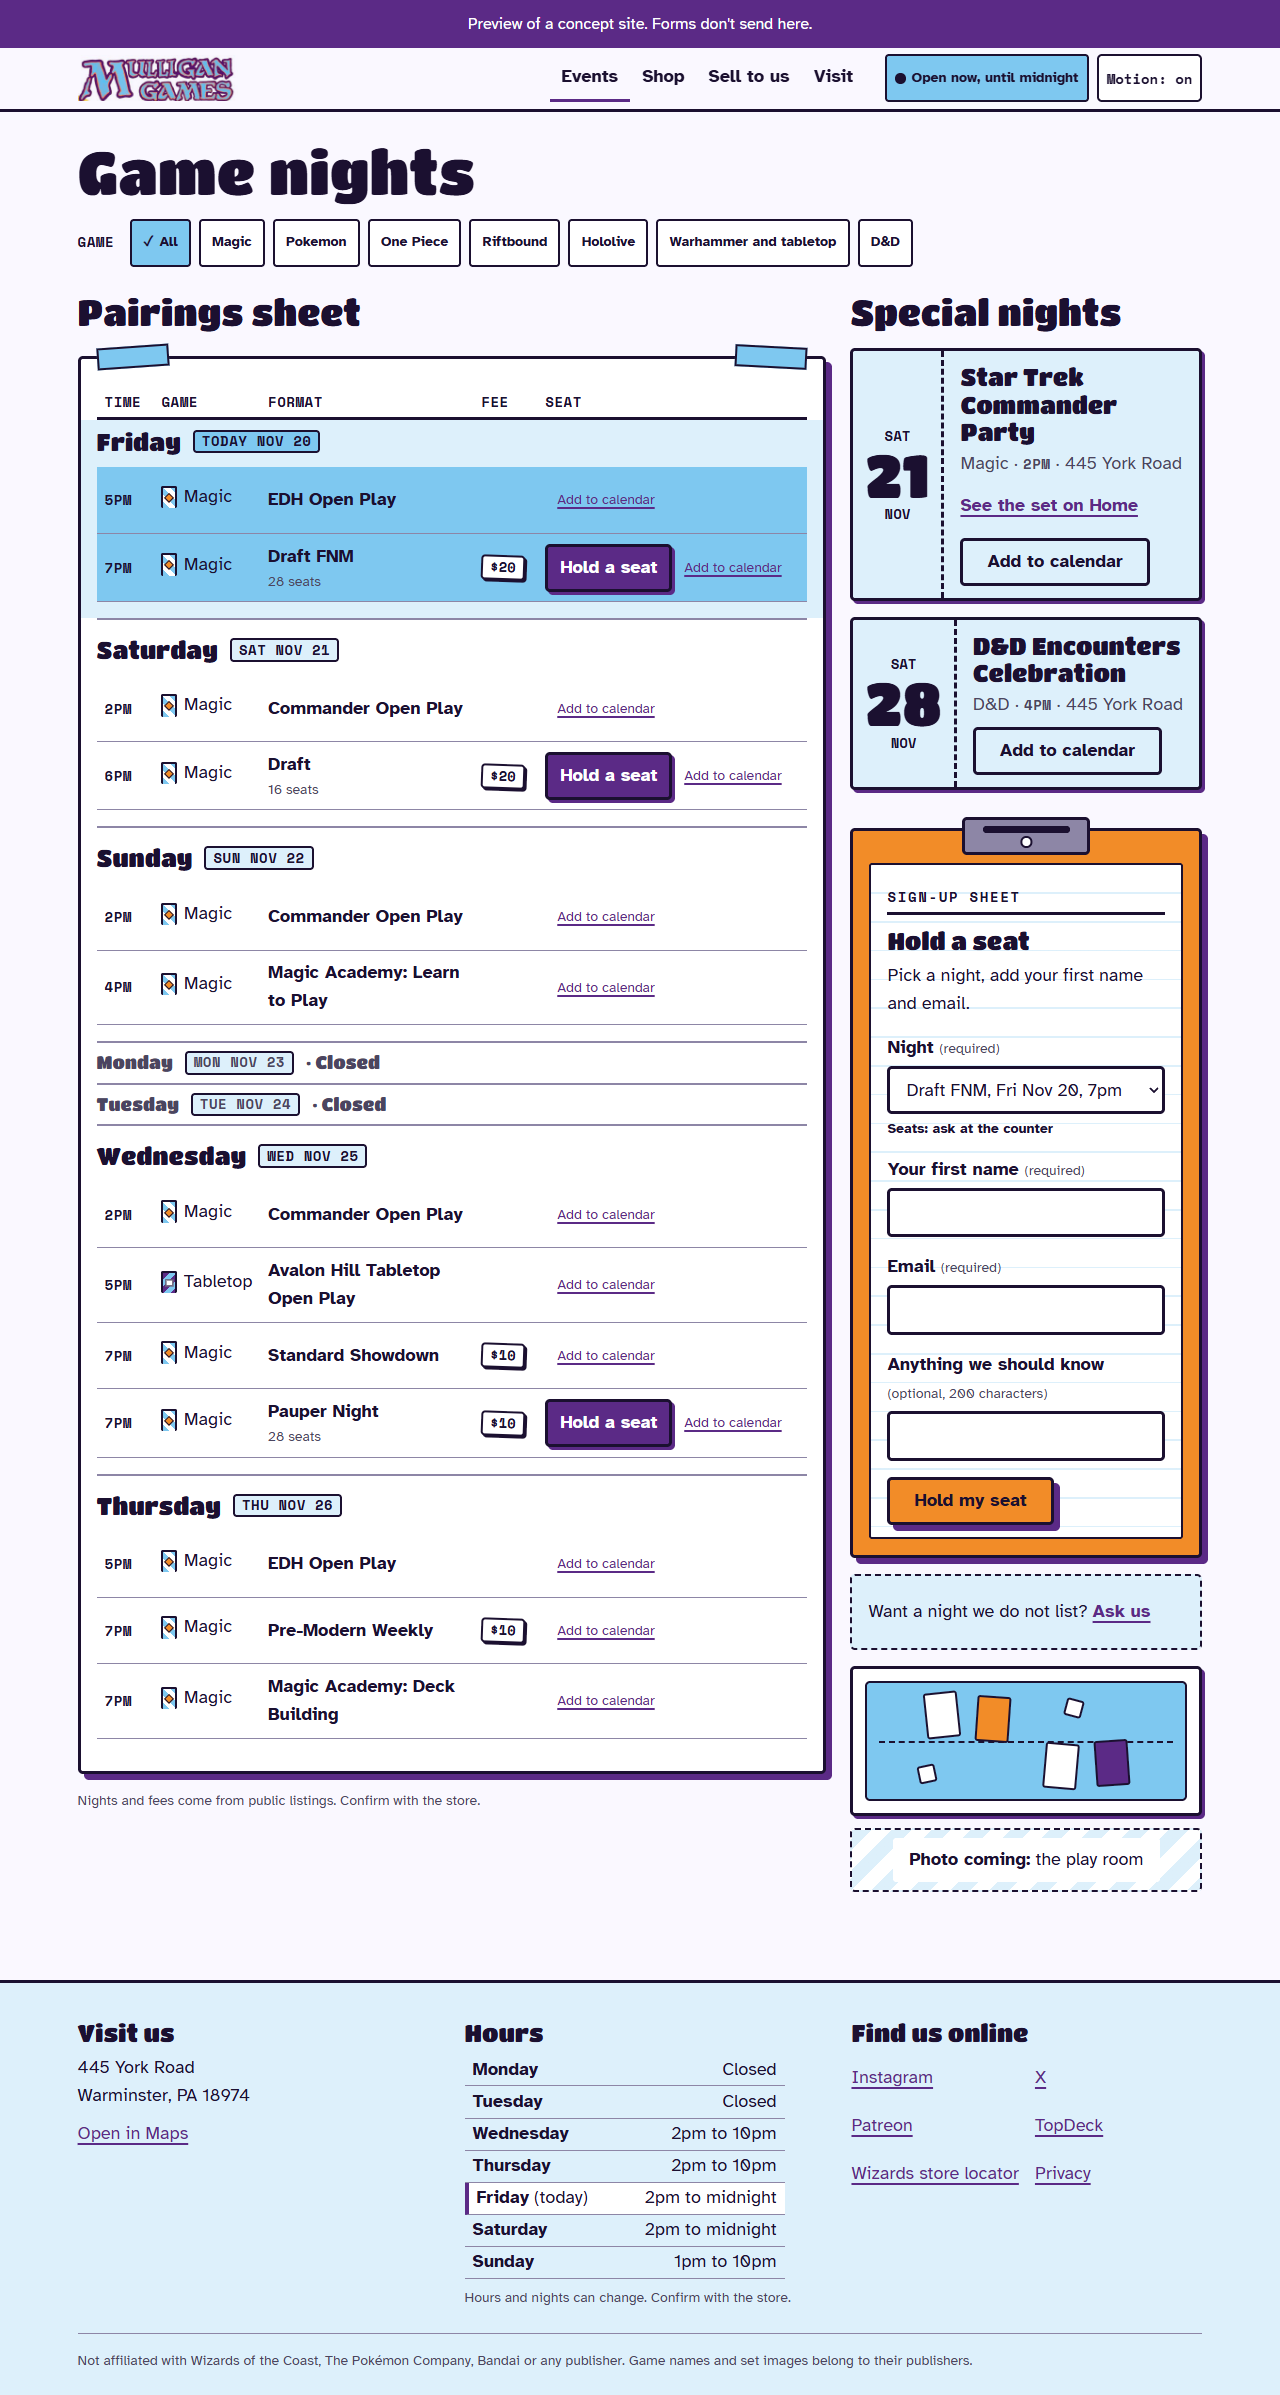 Preview of a concept site. Forms don't send here.
MULLIGAN GAMES
Events Shop Sell to us Visit Open now, until midnight Motion: on
Game nights
GAME ✓ All Magic Pokemon One Piece Riftbound Hololive Warhammer and tabletop D&D
Pairings sheet
TIME GAME FORMAT FEE SEAT
Friday TODAY NOV 20
5PM Magic EDH Open Play Add to calendar
7PM Magic Draft FNM 28 seats $20 Hold a seat Add to calendar
Saturday SAT NOV 21
2PM Magic Commander Open Play Add to calendar
6PM Magic Draft 16 seats $20 Hold a seat Add to calendar
Sunday SUN NOV 22
2PM Magic Commander Open Play Add to calendar
4PM Magic Magic Academy: Learn to Play Add to calendar
Monday MON NOV 23 · Closed
Tuesday TUE NOV 24 · Closed
Wednesday WED NOV 25
2PM Magic Commander Open Play Add to calendar
5PM Tabletop Avalon Hill Tabletop Open Play Add to calendar
7PM Magic Standard Showdown $10 Add to calendar
7PM Magic Pauper Night 28 seats $10 Hold a seat Add to calendar
Thursday THU NOV 26
5PM Magic EDH Open Play Add to calendar
7PM Magic Pre-Modern Weekly $10 Add to calendar
7PM Magic Magic Academy: Deck Building Add to calendar
Nights and fees come from public listings. Confirm with the store.
Special nights
SAT
21
NOV
Star Trek
Commander
Party
Magic · 2PM · 445 York Road
See the set on Home
Add to calendar
SAT
28
NOV
D&D Encounters
Celebration
D&D · 4PM · 445 York Road
Add to calendar
SIGN-UP SHEET
Hold a seat
Pick a night, add your first name
and email.
Night (required)
Draft FNM, Fri Nov 20, 7pm
Seats: ask at the counter
Your first name (required)
Email (required)
Anything we should know
(optional, 200 characters)
Hold my seat
Want a night we do not list? Ask us
Photo coming: the play room
Visit us
445 York Road
Warminster, PA 18974
Open in Maps
Hours
Monday Closed
Tuesday Closed
Wednesday 2pm to 10pm
Thursday 2pm to 10pm
Friday (today) 2pm to midnight
Saturday 2pm to midnight
Sunday 1pm to 10pm
Hours and nights can change. Confirm with the store.
Find us online
Instagram X
Patreon TopDeck
Wizards store locator Privacy
Not affiliated with Wizards of the Coast, The Pokémon Company, Bandai or any publisher. Game names and set images belong to their publishers.